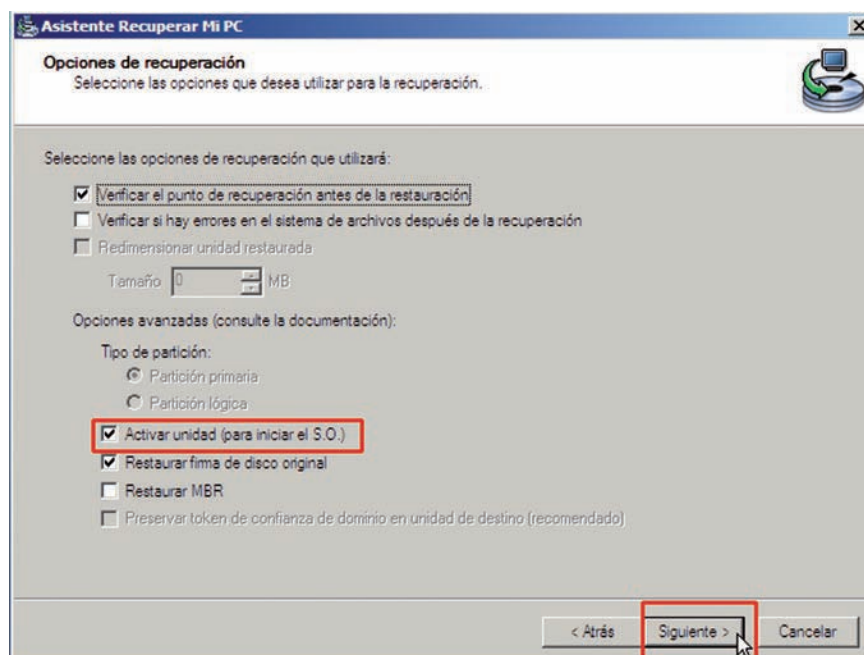 Asistente Recuperar Mi PC
Opciones de recuperación
Seleccione las opciones que desea utilizar para la recuperación.
Seleccione las opciones de recuperación que utilizará:
Verificar el punto de recuperación antes de la restauración
Verificar si hay errores en el sistema de archivos después de la recuperación
Redimensionar unidad restaurada
Tamaño 0 MB
Opciones avanzadas (consulte la documentación):
Tipo de partición:
Partición primaria
Partición lógica
Activar unidad (para iniciar el S.O.)
Restaurar firma de disco original
Restaurar MBR
Preservar token de confianza de dominio en unidad de destino (recomendado)
< Atrás Siguiente > Cancelar